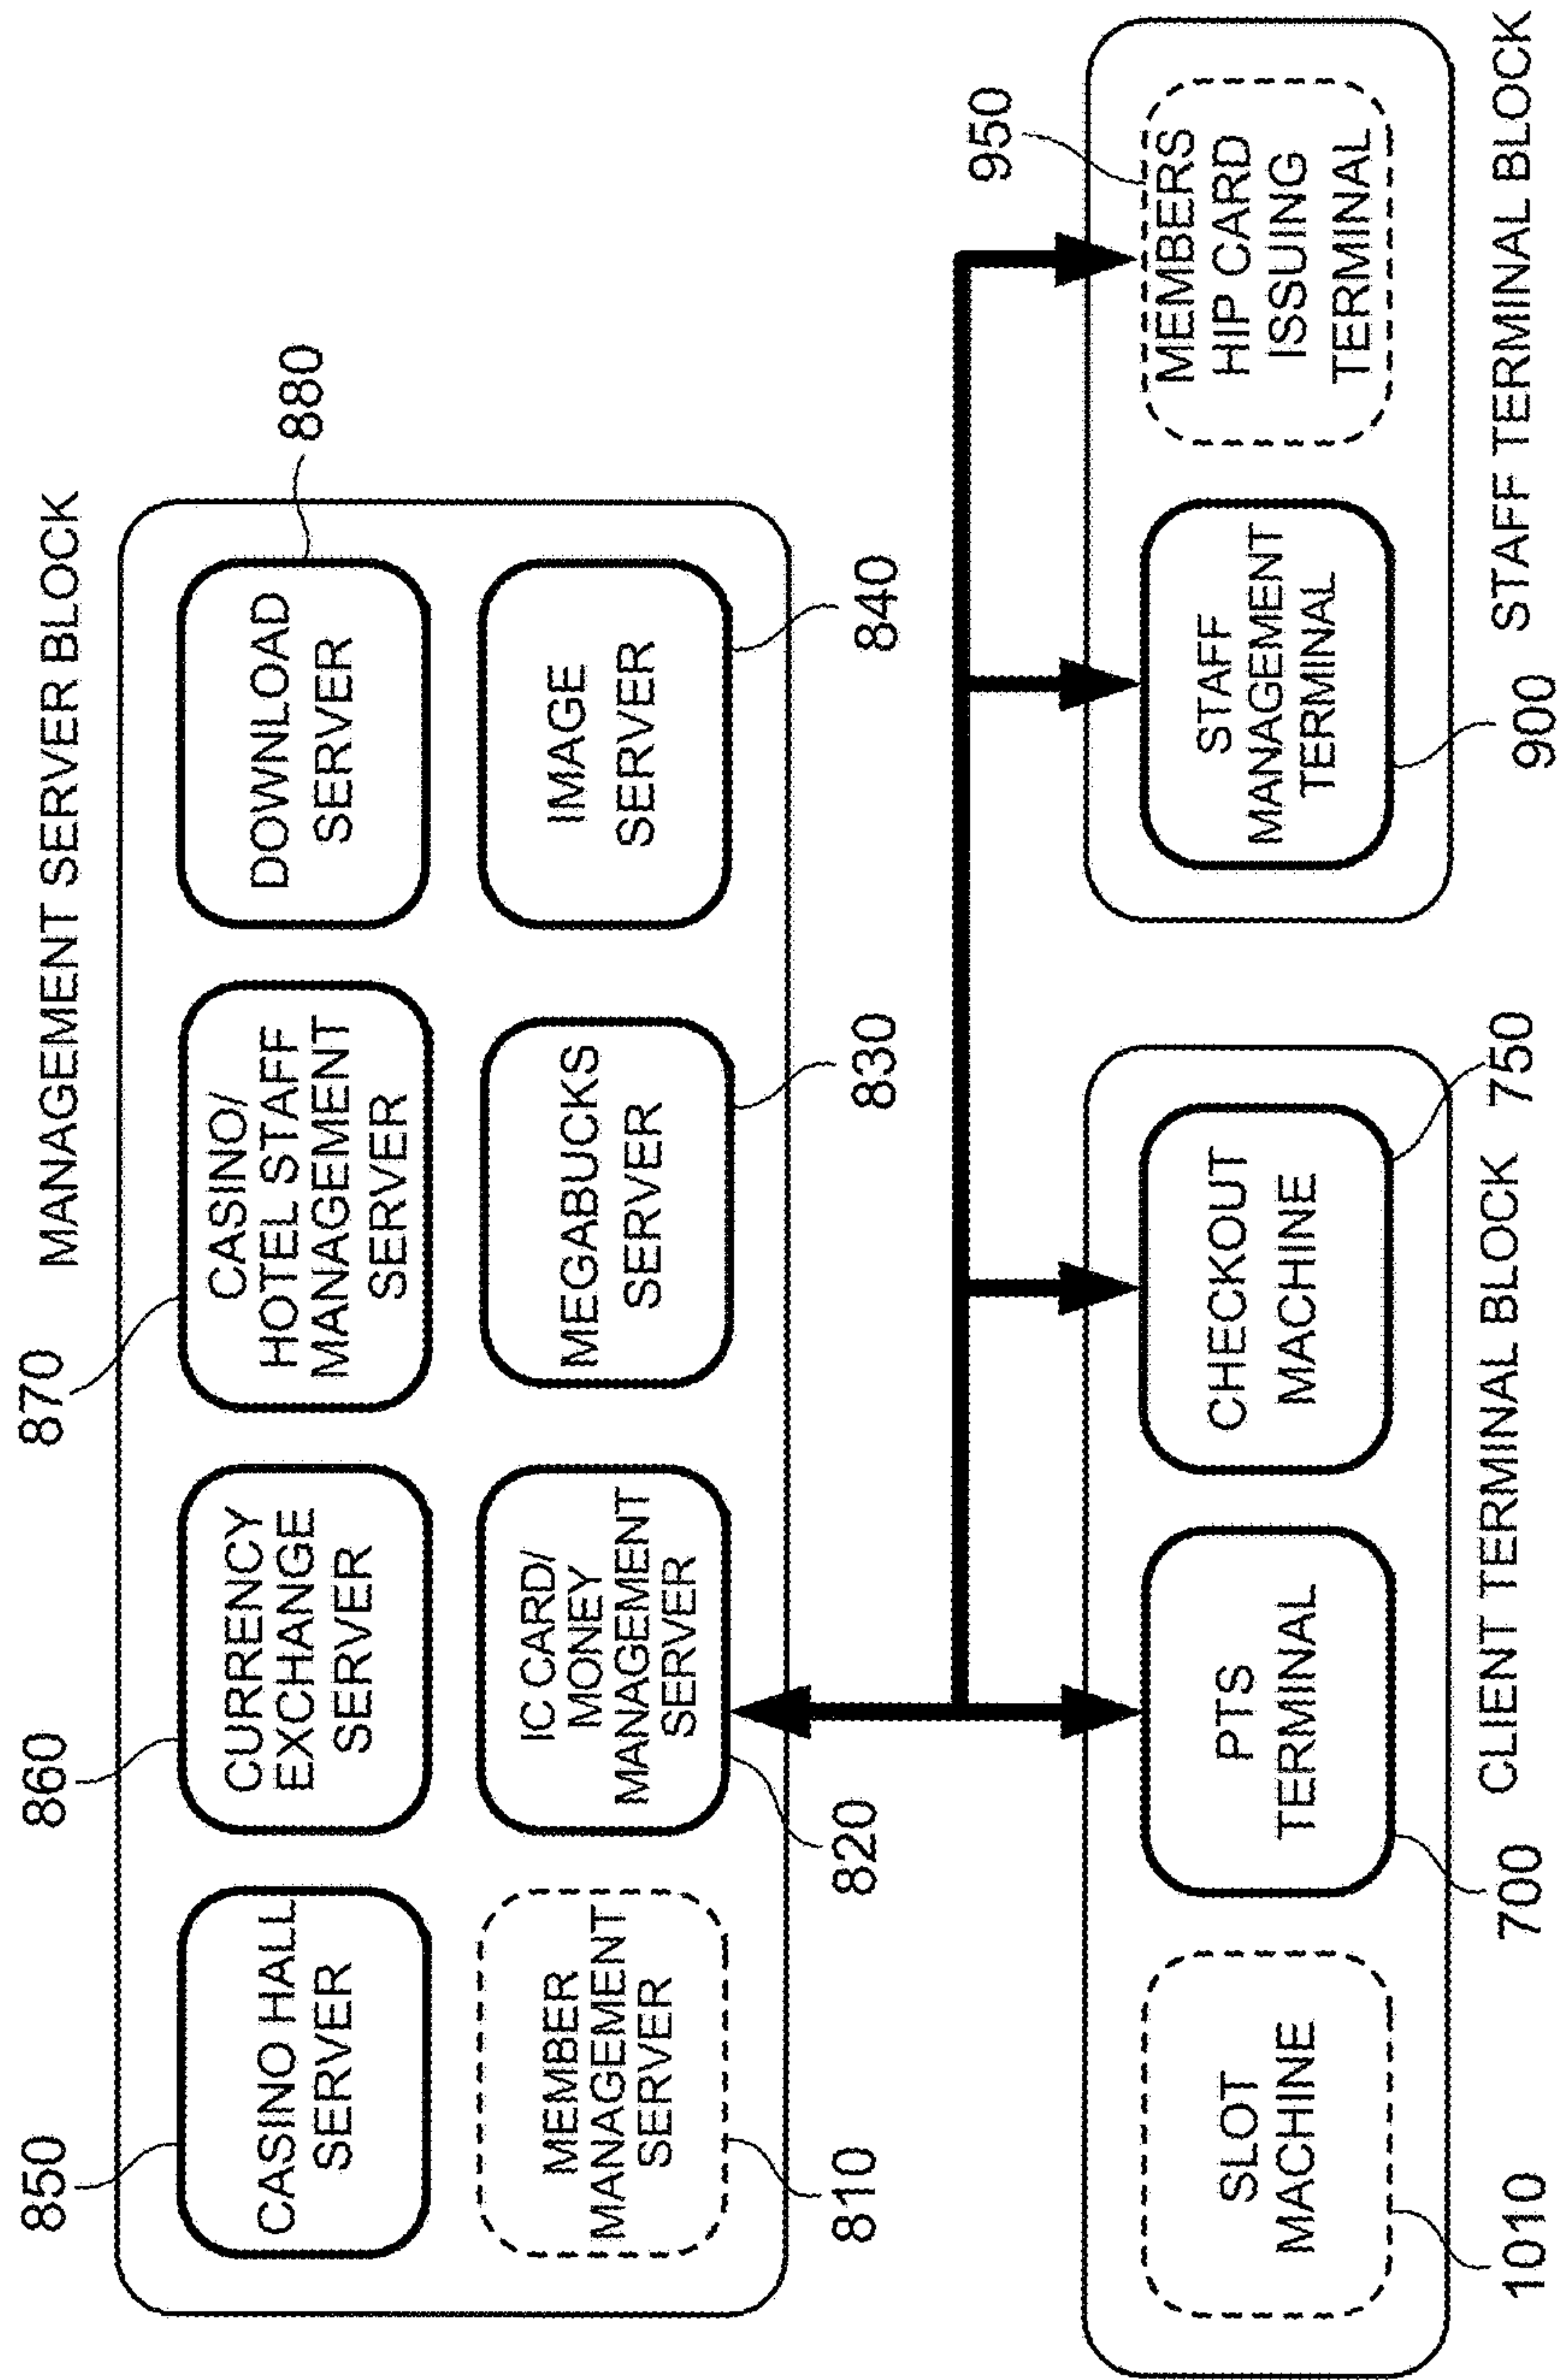 MANAGEMENT SERVER BLOCK
850
CASINO HALL
SERVER
860
CURRENCY
EXCHANGE
SERVER
870
CASINO/
HOTEL STAFF
MANAGEMENT
SERVER
880
DOWNLOAD
SERVER
MEMBER
MANAGEMENT
SERVER
810
IC CARD/
MONEY
MANAGEMENT
SERVER
820
MEGABUCKS
SERVER
830
IMAGE
SERVER
840
SLOT
MACHINE
1010
PTS
TERMINAL
700
CHECKOUT
MACHINE
750
CLIENT TERMINAL BLOCK
STAFF
MANAGEMENT
TERMINAL
900
950
MEMBERS
HIP CARD
ISSUING
TERMINAL
STAFF TERMINAL BLOCK